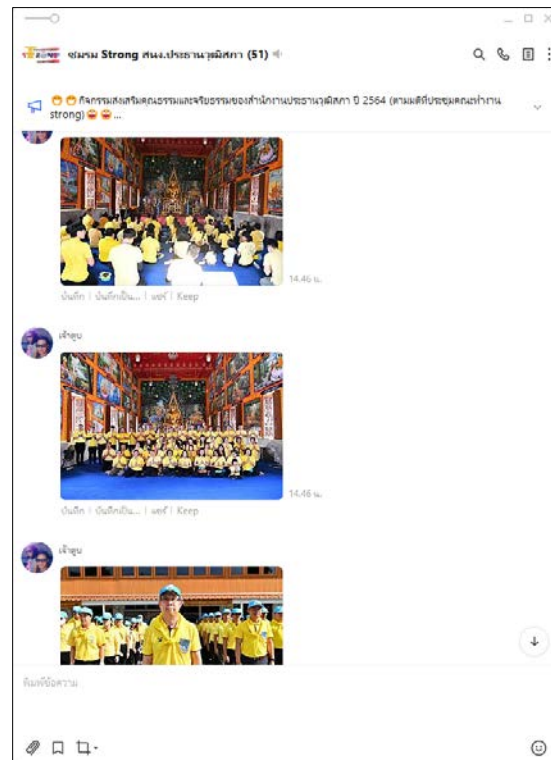 ชมรม Strong สนง.ประธานวุฒิสภา (51)
กิจกรรมส่งเสริมคุณธรรมและจริยธรรมของสำนักงานประธานวุฒิสภา ปี 2564 (ตามมติที่ประชุมคณะทำงาน
strong) ...
14.46 น.
บันทึก | บันทึกเป็น... | แชร์ | Keep
เจ้าตูบ
14.46 น.
บันทึก | บันทึกเป็น... | แชร์ | Keep
เจ้าตูบ
พิมพ์ข้อความ